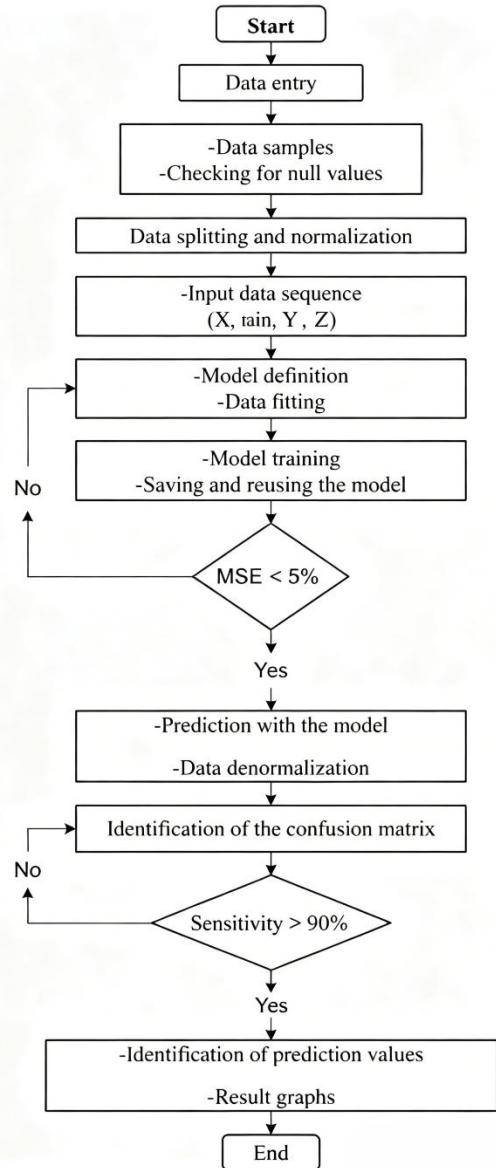 Start
Data entry
-Data samples
-Checking for null values
Data splitting and normalization
-Input data sequence
(X, rain, Y, Z)
-Model definition
-Data fitting
-Model training
-Saving and reusing the model
No
MSE < 5%
Yes
-Prediction with the model
-Data denormalization
Identification of the confusion matrix
No
Sensitivity > 90%
Yes
-Identification of prediction values
-Result graphs
End